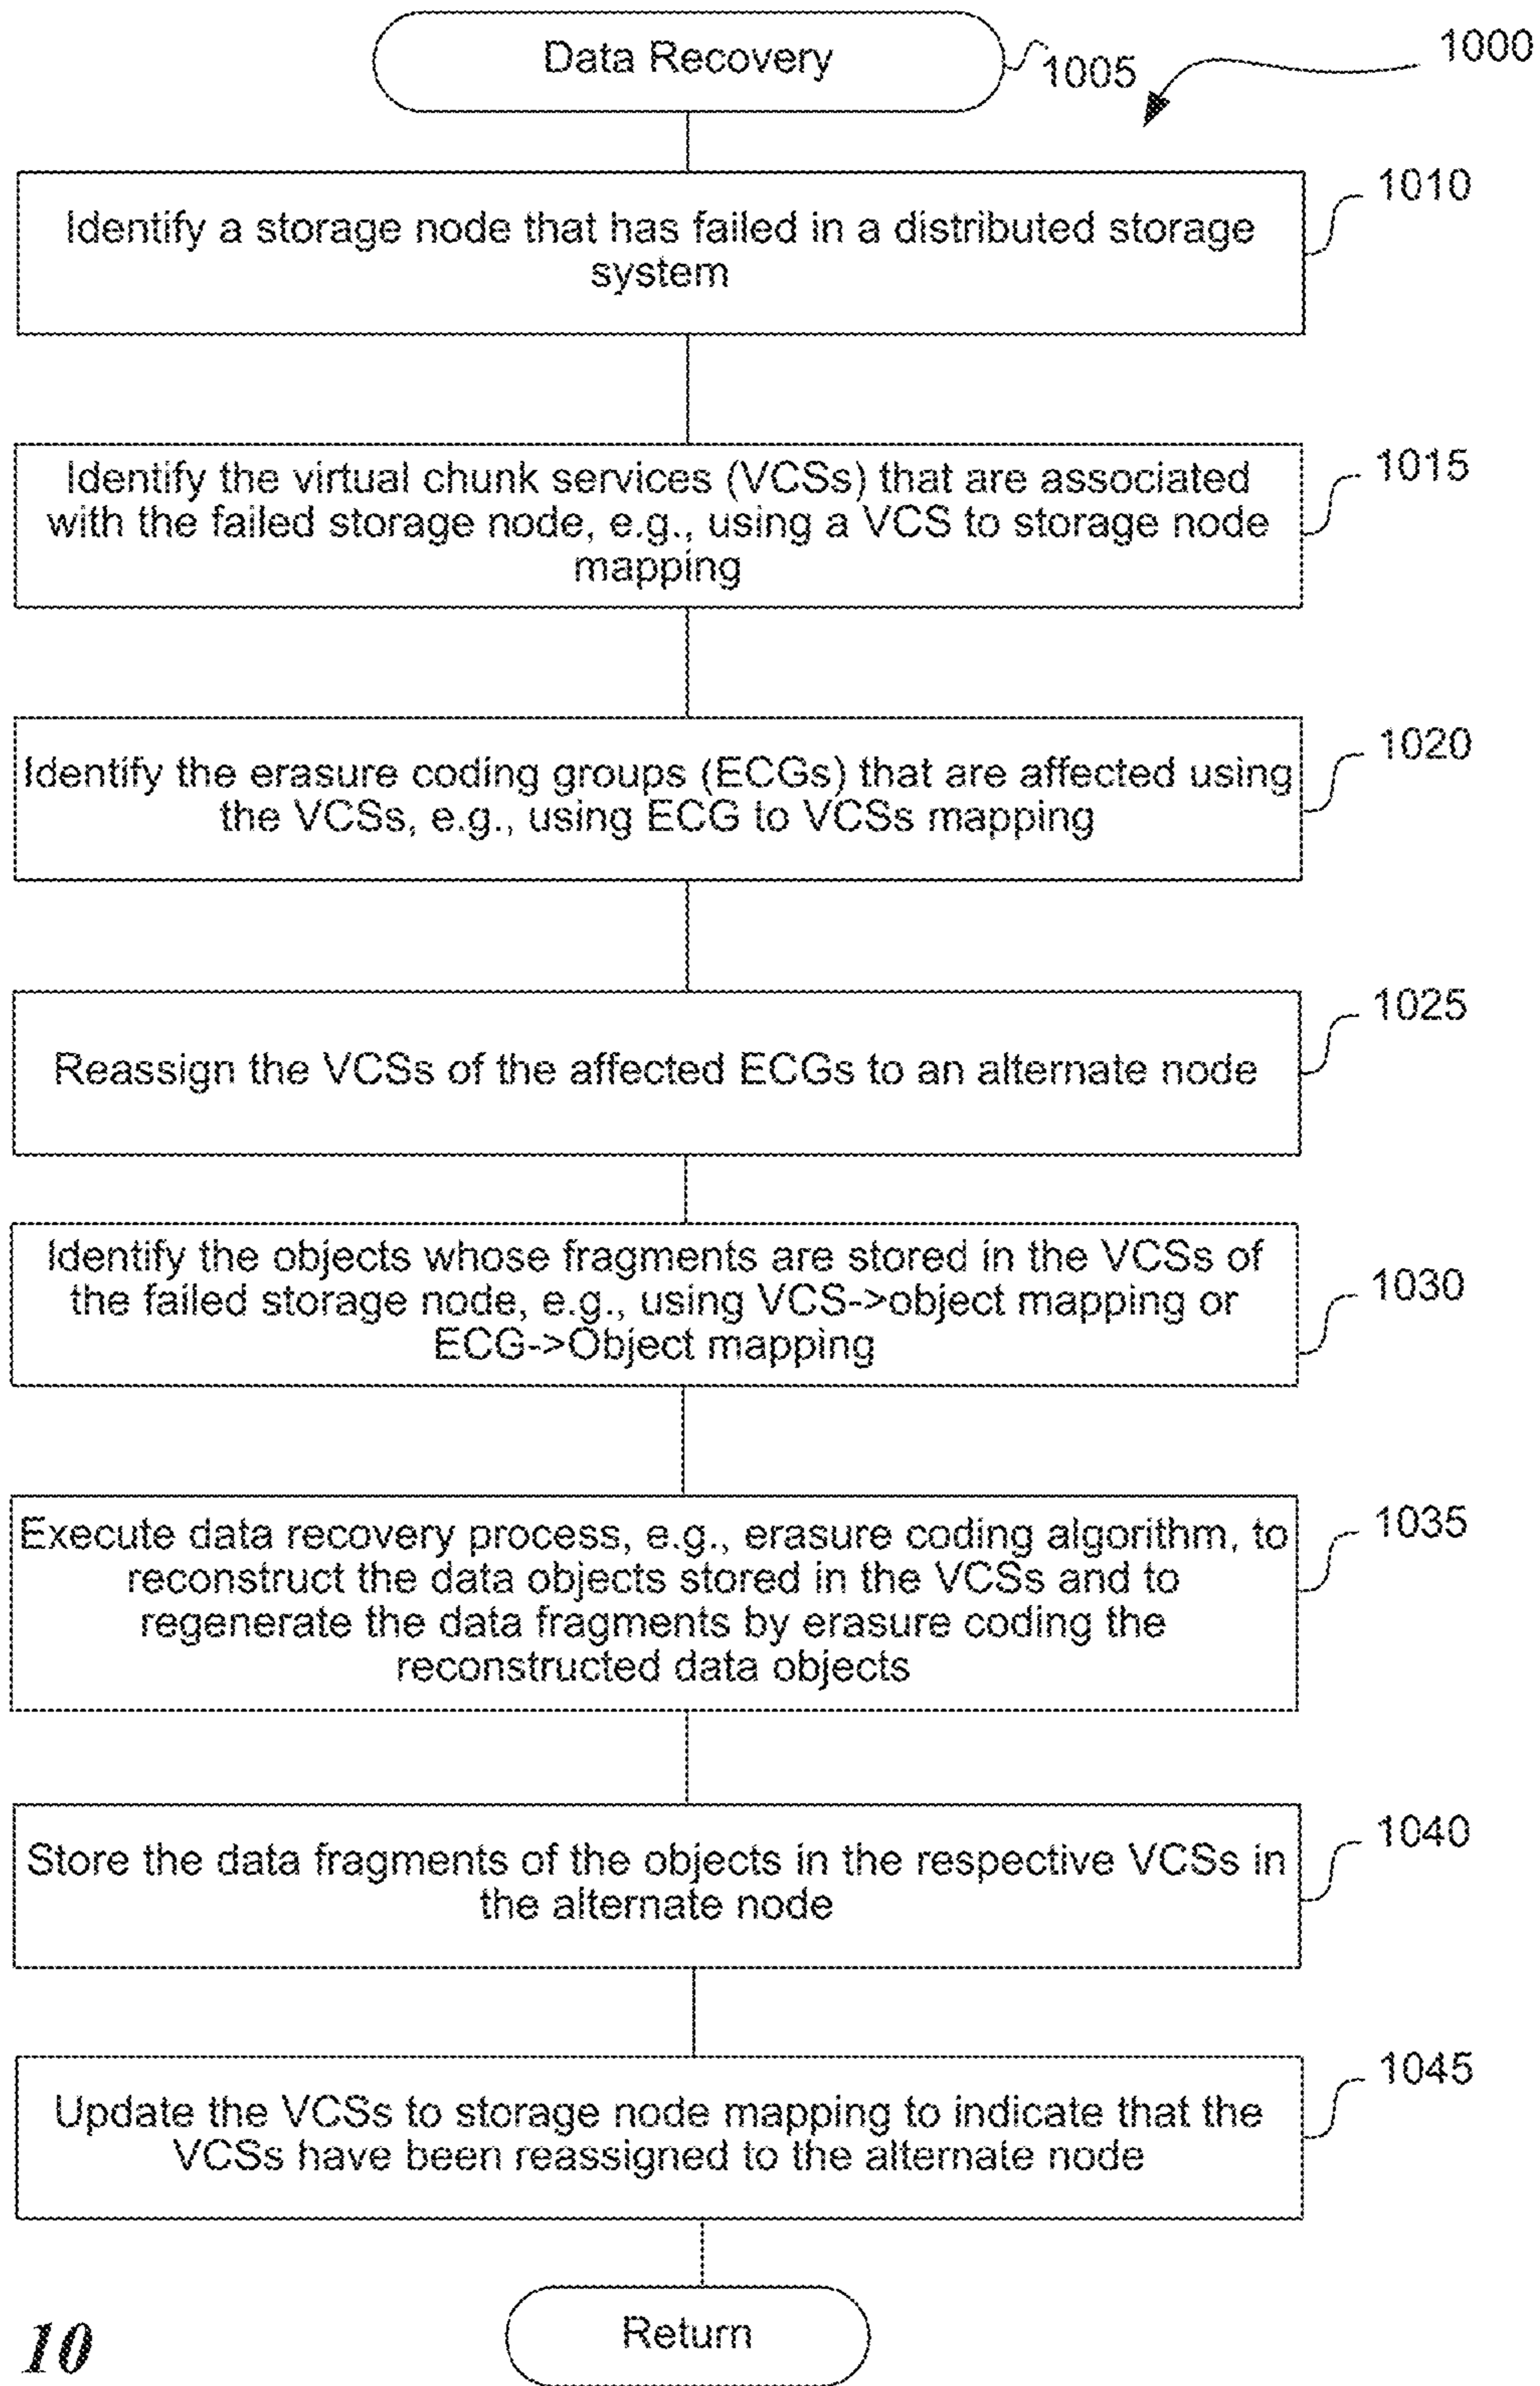 Data Recovery
1005
1000
Identify a storage node that has failed in a distributed storage
system
1010
Identify the virtual chunk services (VCSs) that are associated
with the failed storage node, e.g., using a VCS to storage node
mapping
1015
Identify the erasure coding groups (ECGs) that are affected using
the VCSs, e.g., using ECG to VCSs mapping
1020
Reassign the VCSs of the affected ECGs to an alternate node
1025
Identify the objects whose fragments are stored in the VCSs of
the failed storage node, e.g., using VCS->object mapping or
ECG->Object mapping
1030
Execute data recovery process, e.g., erasure coding algorithm, to
reconstruct the data objects stored in the VCSs and to
regenerate the data fragments by erasure coding the
reconstructed data objects
1035
Store the data fragments of the objects in the respective VCSs in
the alternate node
1040
Update the VCSs to storage node mapping to indicate that the
VCSs have been reassigned to the alternate node
1045
Return
10